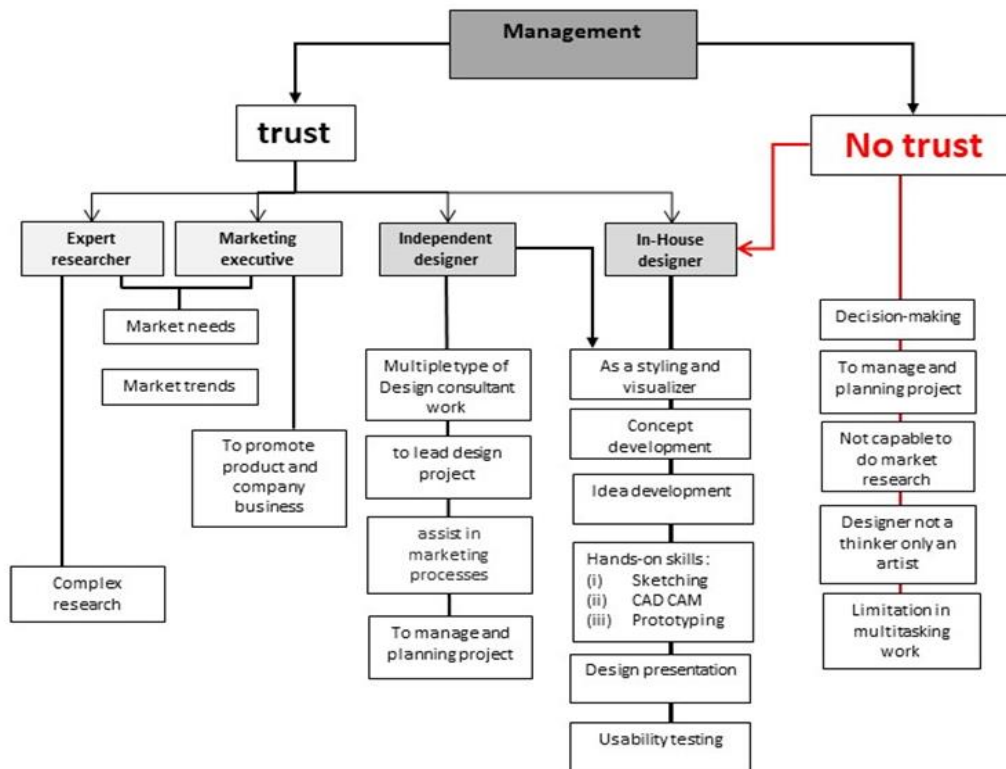 Management
trust
No trust
Expert
researcher
Marketing
executive
Independent
designer
In-House
designer
Market needs
Market trends
To promote
product and
company
business
Complex
research
Multiple type of
Design consultant
work
to lead design
project
assist in
marketing
processes
To manage and
planning project
As a styling and
visualizer
Concept
development
Idea development
Hands-on skills :
(i) Sketching
(ii) CAD CAM
(iii) Prototyping
Design presentation
Usability testing
Decision-making
To manage and
planning project
Not capable to
do market
research
Designer not a
thinker only an
artist
Limitation in
multitasking
work